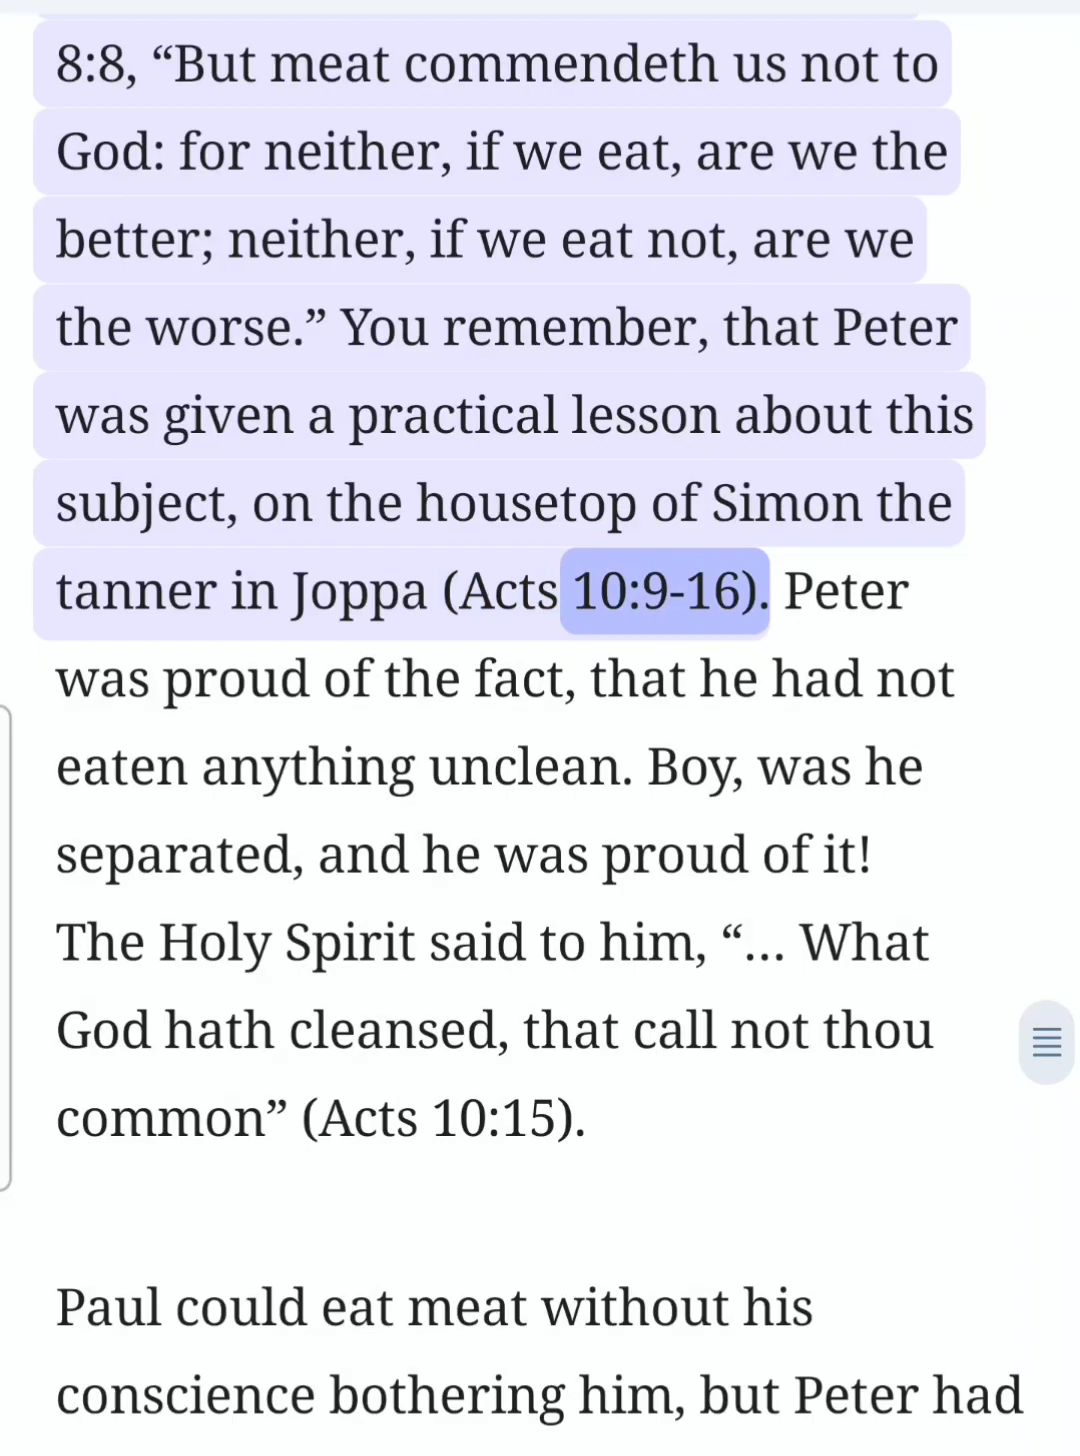 8:8, “But meat commendeth us not to
God: for neither, if we eat, are we the
better; neither, if we eat not, are we
the worse.” You remember, that Peter
was given a practical lesson about this
subject, on the housetop of Simon the
tanner in Joppa (Acts 10:9-16). Peter
was proud of the fact, that he had not
eaten anything unclean. Boy, was he
separated, and he was proud of it!
The Holy Spirit said to him, “... What
God hath cleansed, that call not thou
common” (Acts 10:15).
Paul could eat meat without his
conscience bothering him, but Peter had